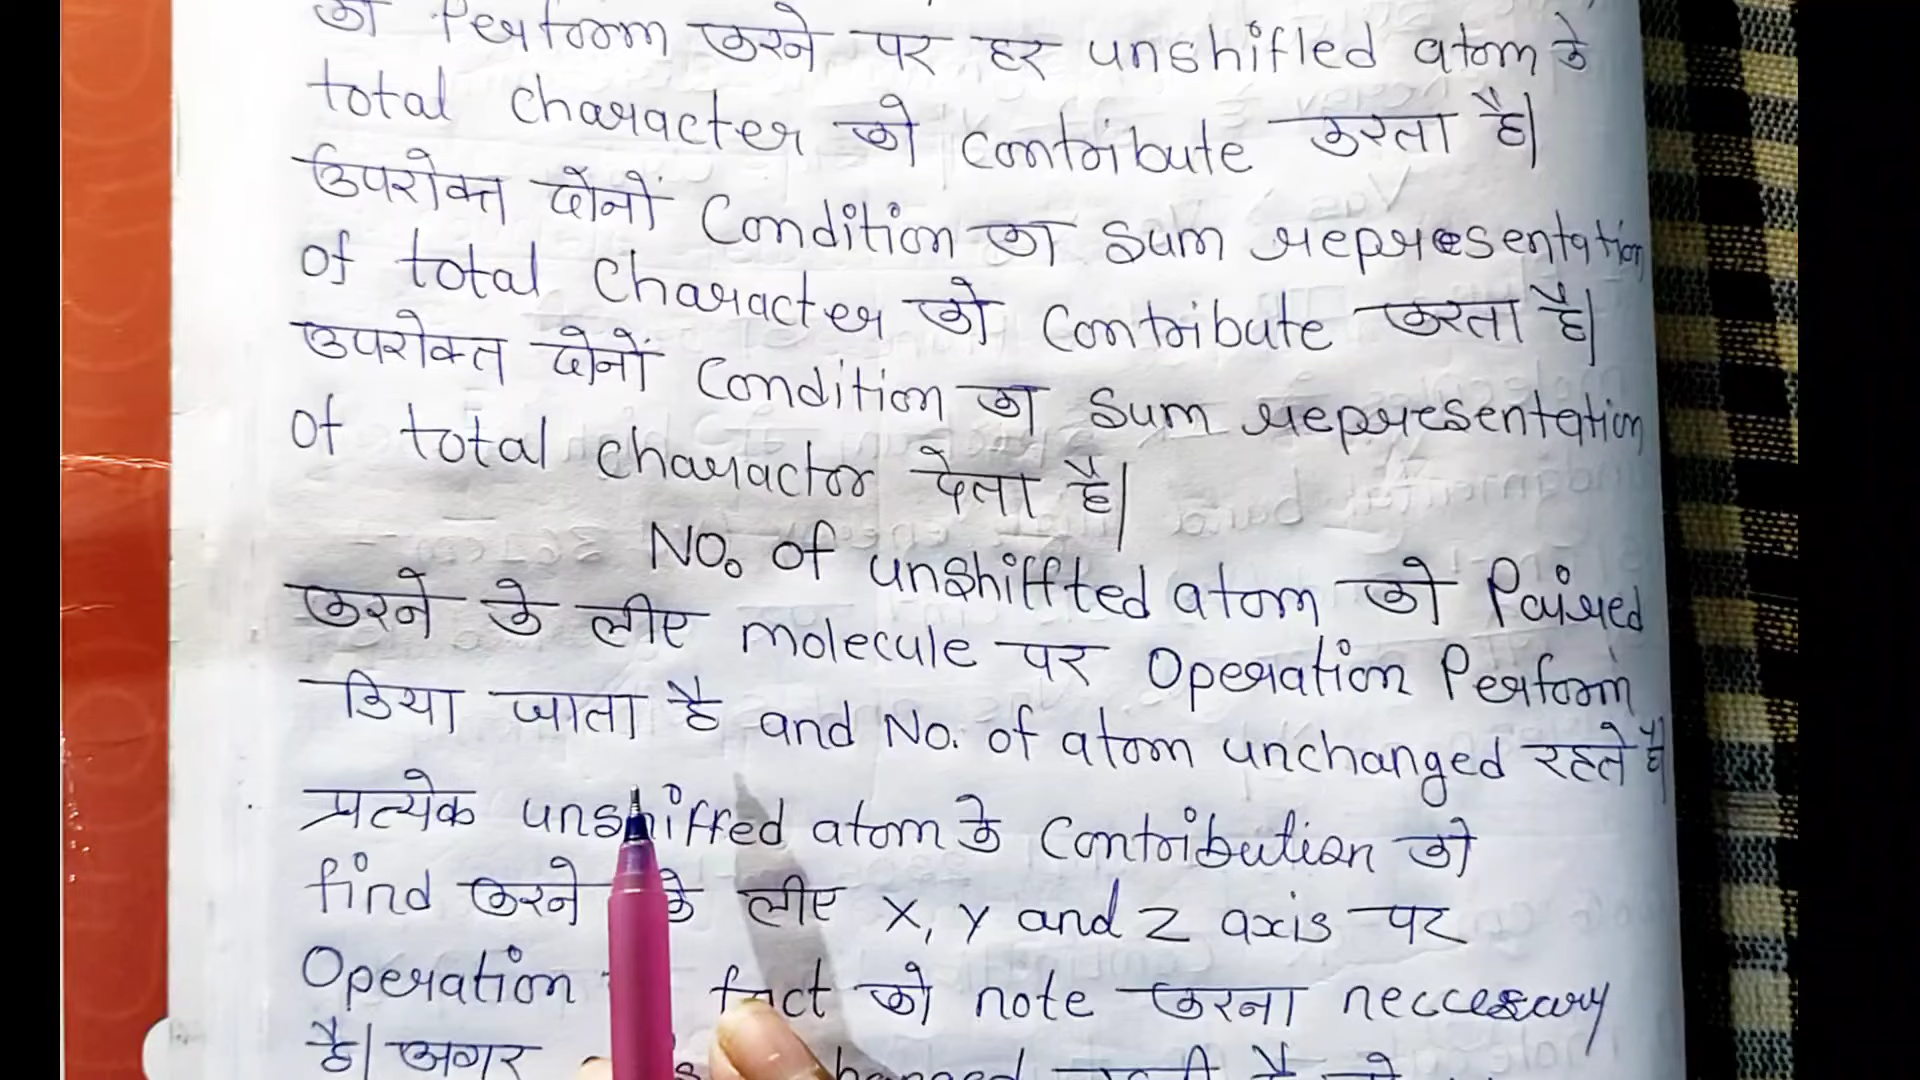 को Perform करने पर हर unshifled atom के
total character को contribute करता है।
उपरोक्त दोनों Condition का sum representation
of total Character को Contribute करता है।
उपरोक्त दोनों Condition का sum representation
of total charactor देता है।
No. of unshiffted atom को Paired
करने के लीए molecule पर Operation Perform
किया जाता है and No. of atom unchanged रहते है।
प्रत्येक unshiffed atom के Contribution को
find करने के लीए x, y and z axis पर
Operation fact को note करना neccessary
है। अगर